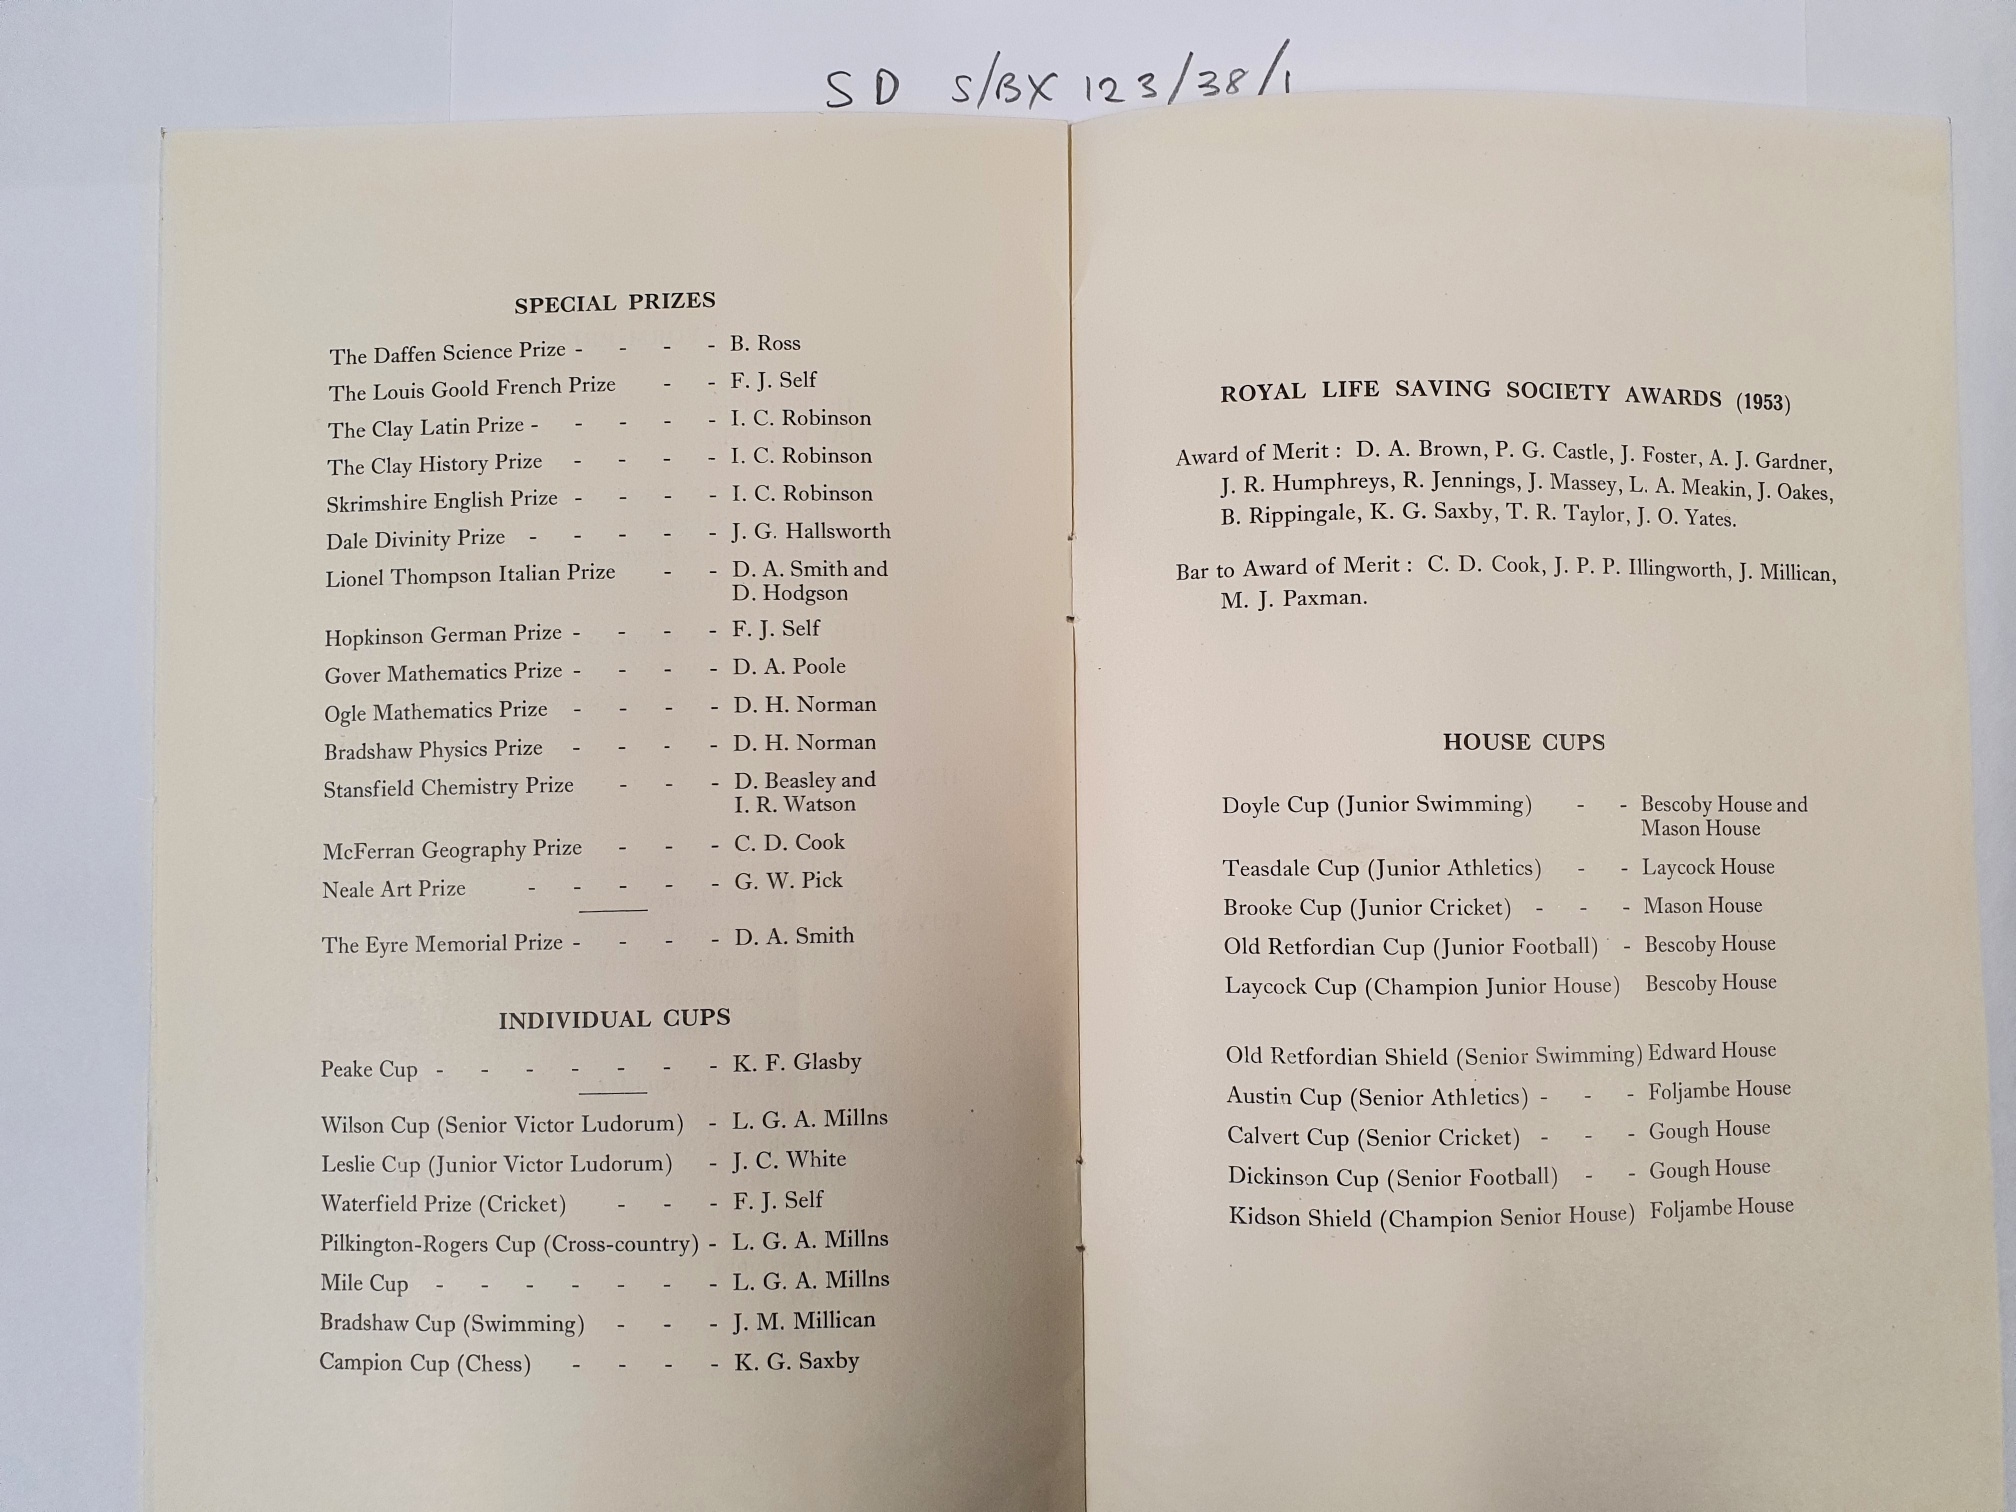 SD S/BX 123/38/1
SPECIAL PRIZES
The Daffen Science Prize - - - - B. Ross
The Louis Goold French Prize - - F. J. Self
The Clay Latin Prize - - - - - I. C. Robinson
The Clay History Prize - - - - I. C. Robinson
Skrimshire English Prize - - - - I. C. Robinson
Dale Divinity Prize - - - - - J. G. Hallsworth
Lionel Thompson Italian Prize - - D. A. Smith and
D. Hodgson
Hopkinson German Prize - - - - F. J. Self
Gover Mathematics Prize - - - - D. A. Poole
Ogle Mathematics Prize - - - - D. H. Norman
Bradshaw Physics Prize - - - - D. H. Norman
Stansfield Chemistry Prize - - - D. Beasley and
I. R. Watson
McFerran Geography Prize - - - C. D. Cook
Neale Art Prize - - - - - G. W. Pick
The Eyre Memorial Prize - - - - D. A. Smith
INDIVIDUAL CUPS
Peake Cup - - - - - - - K. F. Glasby
Wilson Cup (Senior Victor Ludorum) - L. G. A. Millns
Leslie Cup (Junior Victor Ludorum) - J. C. White
Waterfield Prize (Cricket) - - - F. J. Self
Pilkington-Rogers Cup (Cross-country) - L. G. A. Millns
Mile Cup - - - - - - - L. G. A. Millns
Bradshaw Cup (Swimming) - - - J. M. Millican
Campion Cup (Chess) - - - - K. G. Saxby
ROYAL LIFE SAVING SOCIETY AWARDS (1953)
Award of Merit : D. A. Brown, P. G. Castle, J. Foster, A. J. Gardner,
J. R. Humphreys, R. Jennings, J. Massey, L. A. Meakin, J. Oakes,
B. Rippingale, K. G. Saxby, T. R. Taylor, J. O. Yates.
Bar to Award of Merit : C. D. Cook, J. P. P. Illingworth, J. Millican,
M. J. Paxman.
HOUSE CUPS
Doyle Cup (Junior Swimming) - - Bescoby House and
Mason House
Teasdale Cup (Junior Athletics) - - Laycock House
Brooke Cup (Junior Cricket) - - - Mason House
Old Retfordian Cup (Junior Football) - Bescoby House
Laycock Cup (Champion Junior House) Bescoby House
Old Retfordian Shield (Senior Swimming) Edward House
Austin Cup (Senior Athletics) - - - Foljambe House
Calvert Cup (Senior Cricket) - - - Gough House
Dickinson Cup (Senior Football) - - Gough House
Kidson Shield (Champion Senior House) Foljambe House